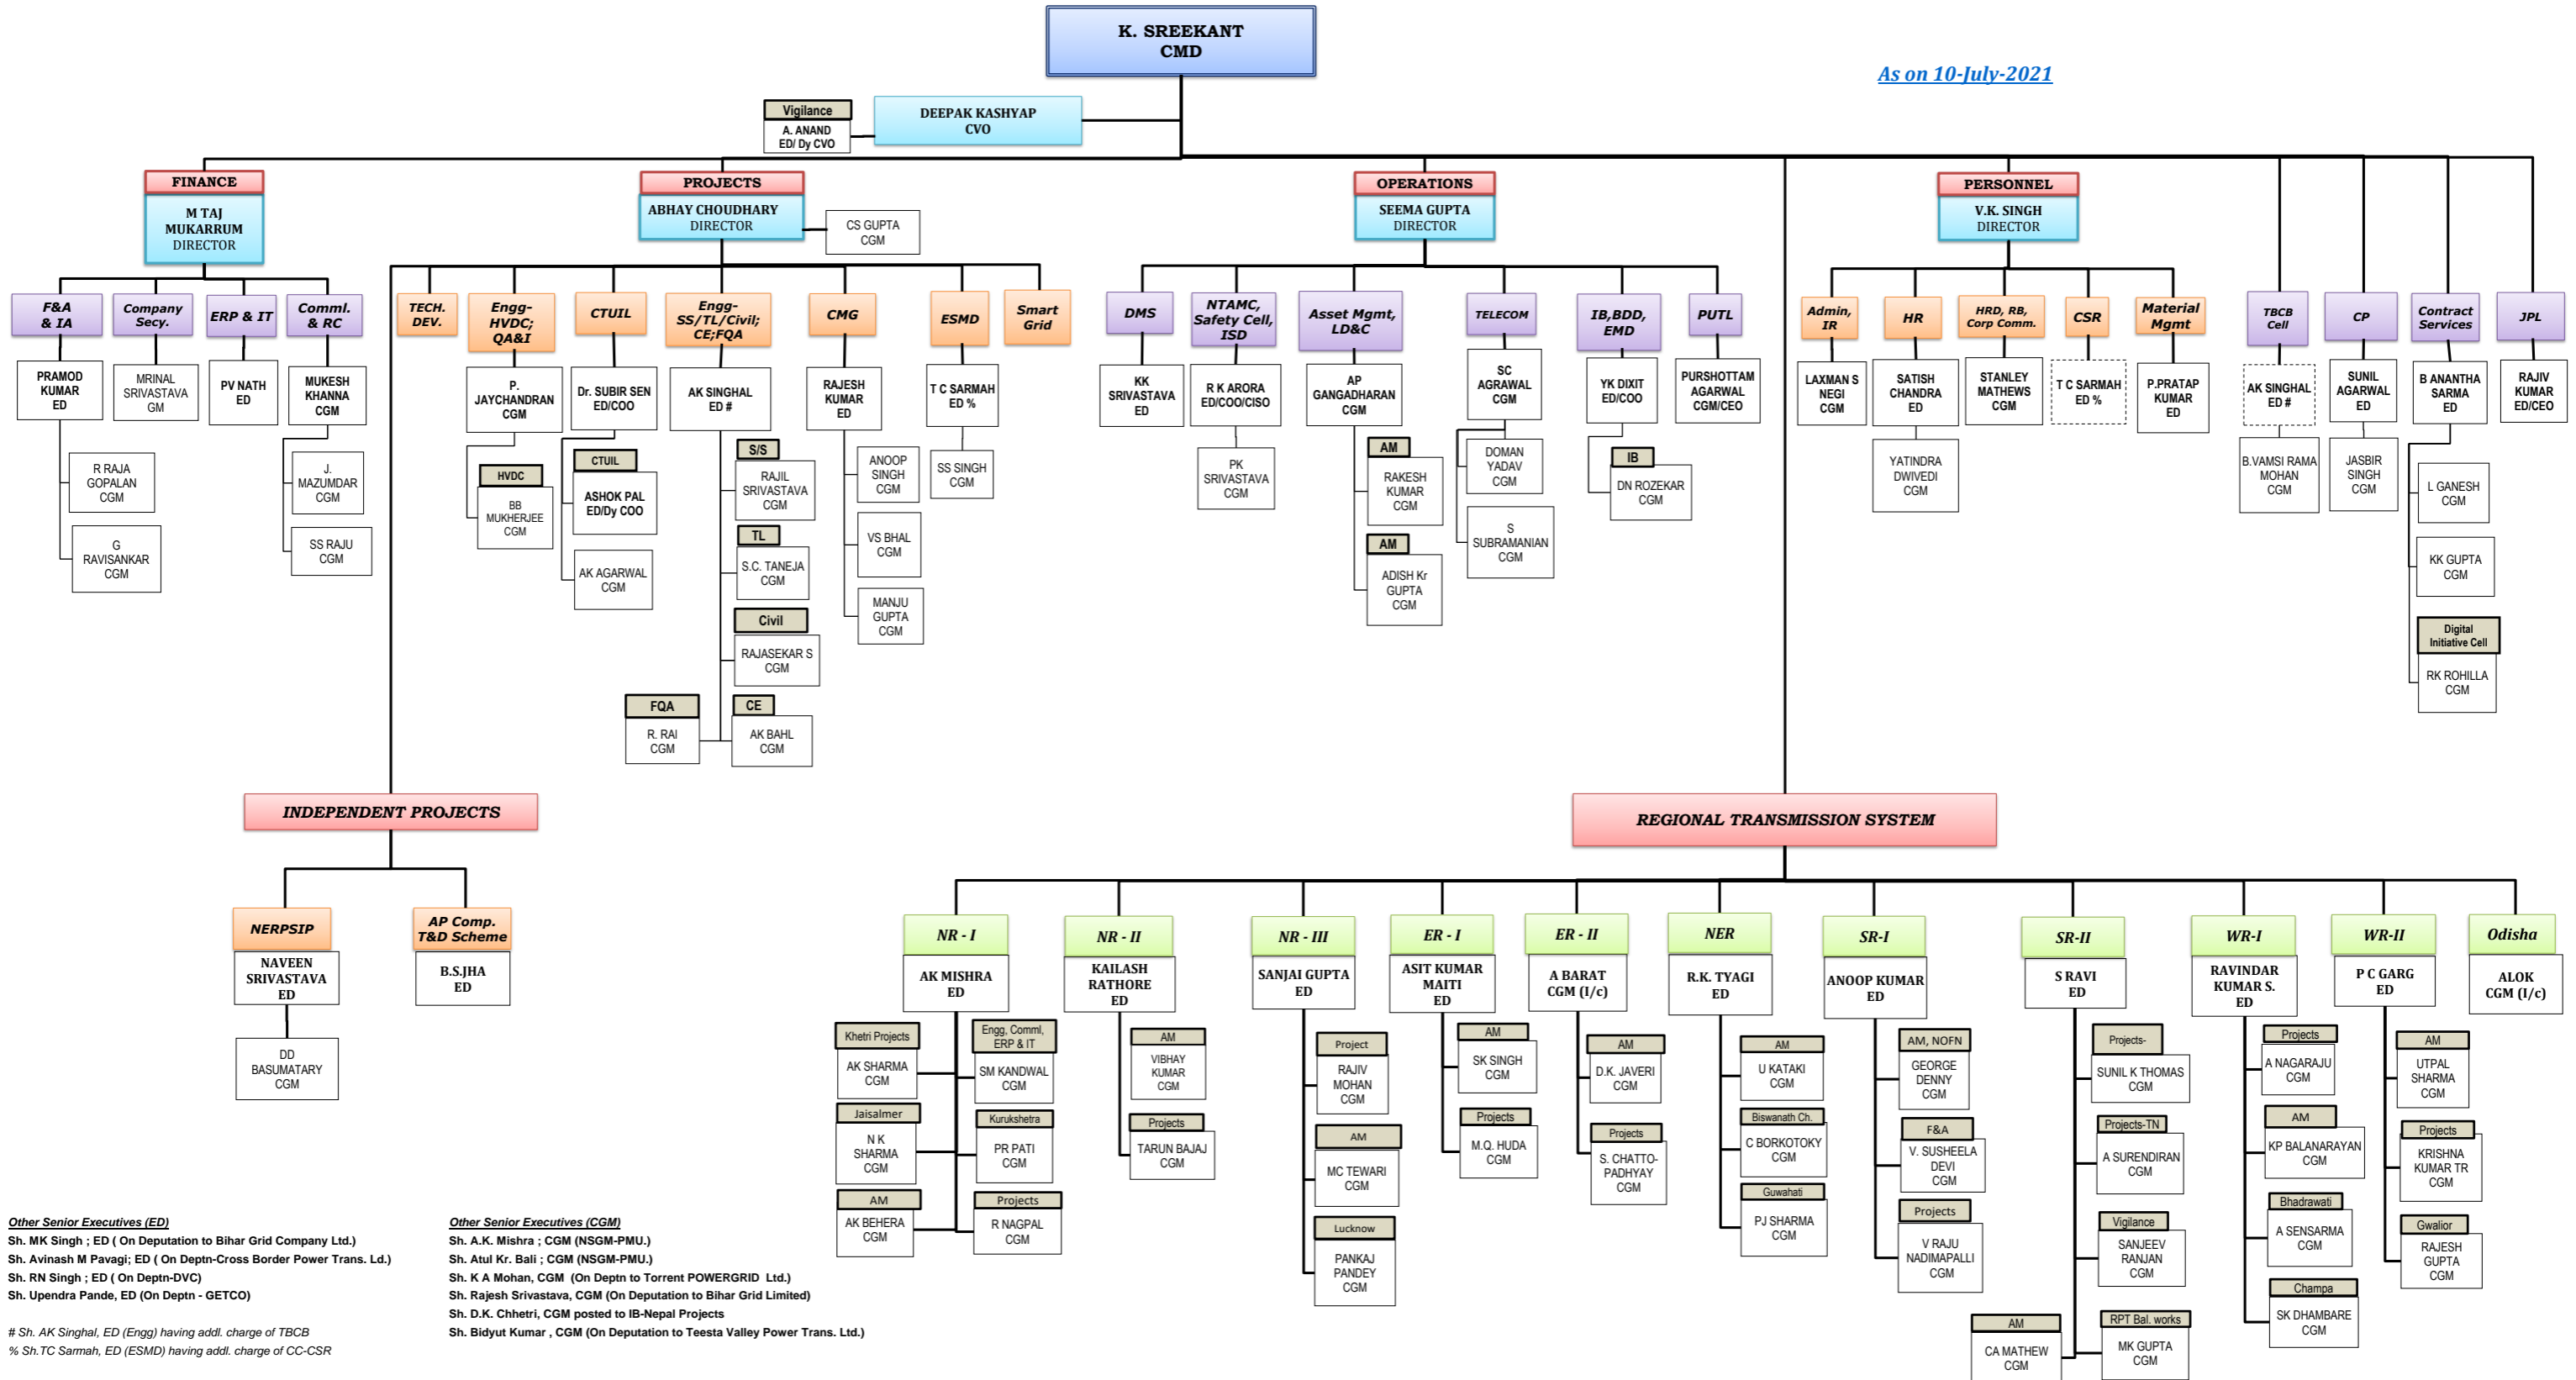 K. SREEKANT
CMD
As on 10-July-2021
Vigilance
A. ANAND
ED/ Dy CVO
DEEPAK KASHYAP
CVO
FINANCE
M TAJ
MUKARRUM
DIRECTOR
PROJECTS
ABHAY CHOUDHARY
DIRECTOR
CS GUPTA
CGM
OPERATIONS
SEEMA GUPTA
DIRECTOR
PERSONNEL
V.K. SINGH
DIRECTOR
F&A
& IA
PRAMOD
KUMAR
ED
R RAJA
GOPALAN
CGM
G
RAVISANKAR
CGM
Company
Secy.
MRINAL
SRIVASTAVA
GM
ERP & IT
PV NATH
ED
Comml.
& RC
MUKESH
KHANNA
CGM
J.
MAZUMDAR
CGM
SS RAJU
CGM
TECH.
DEV.
Engg-
HVDC;
QA&I
P.
JAYCHANDRAN
CGM
HVDC
BB
MUKHERJEE
CGM
CTUIL
Dr. SUBIR SEN
ED/COO
CTUIL
ASHOK PAL
ED/Dy COO
AK AGARWAL
CGM
Engg-
SS/TL/Civil;
CE;FQA
AK SINGHAL
ED #
S/S
RAJIL
SRIVASTAVA
CGM
TL
S.C. TANEJA
CGM
Civil
RAJASEKAR S
CGM
FQA
R. RAI
CGM
CE
AK BAHL
CGM
CMG
RAJESH
KUMAR
ED
ANOOP
SINGH
CGM
VS BHAL
CGM
MANJU
GUPTA
CGM
ESMD
T C SARMAH
ED %
SS SINGH
CGM
Smart
Grid
DMS
KK
SRIVASTAVA
ED
NTAMC,
Safety Cell,
ISD
R K ARORA
ED/COO/CISO
PK
SRIVASTAVA
CGM
Asset Mgmt,
LD&C
AP
GANGADHARAN
CGM
AM
RAKESH
KUMAR
CGM
AM
ADISH Kr
GUPTA
CGM
TELECOM
SC
AGRAWAL
CGM
DOMAN
YADAV
CGM
S
SUBRAMANIAN
CGM
IB,BDD,
EMD
YK DIXIT
ED/COO
IB
DN ROZEKAR
CGM
PUTL
PURSHOTTAM
AGARWAL
CGM/CEO
Admin,
IR
LAXMAN S
NEGI
CGM
HR
SATISH
CHANDRA
ED
YATINDRA
DWIVEDI
CGM
HRD, RB,
Corp Comm.
STANLEY
MATHEWS
CGM
CSR
T C SARMAH
ED %
Material
Mgmt
P.PRATAP
KUMAR
ED
TBCB
Cell
AK SINGHAL
ED #
B.VAMSI RAMA
MOHAN
CGM
CP
SUNIL
AGARWAL
ED
JASBIR
SINGH
CGM
Contract
Services
B ANANTHA
SARMA
ED
L GANESH
CGM
KK GUPTA
CGM
Digital
Initiative Cell
RK ROHILLA
CGM
JPL
RAJIV
KUMAR
ED/CEO
INDEPENDENT PROJECTS
NERPSIP
NAVEEN
SRIVASTAVA
ED
DD
BASUMATARY
CGM
AP Comp.
T&D Scheme
B.S.JHA
ED
REGIONAL TRANSMISSION SYSTEM
NR - I
AK MISHRA
ED
Khetri Projects
AK SHARMA
CGM
Engg, Comml,
ERP & IT
SM KANDWAL
CGM
Jaisalmer
N K
SHARMA
CGM
Kurukshetra
PR PATI
CGM
AM
AK BEHERA
CGM
Projects
R NAGPAL
CGM
NR - II
KAILASH
RATHORE
ED
AM
VIBHAY
KUMAR
CGM
Projects
TARUN BAJAJ
CGM
NR - III
SANJAI GUPTA
ED
Project
RAJIV
MOHAN
CGM
AM
MC TEWARI
CGM
Lucknow
PANKAJ
PANDEY
CGM
ER - I
ASIT KUMAR
MAITI
ED
AM
SK SINGH
CGM
Projects
M.Q. HUDA
CGM
ER - II
A BARAT
CGM (I/c)
AM
D.K. JAVERI
CGM
Projects
S. CHATTO-
PADHYAY
CGM
NER
R.K. TYAGI
ED
AM
U KATAKI
CGM
Biswanath Ch.
C BORKOTOKY
CGM
Guwahati
PJ SHARMA
CGM
SR-I
ANOOP KUMAR
ED
AM, NOFN
GEORGE
DENNY
CGM
F&A
V. SUSHEELA
DEVI
CGM
Projects
V RAJU
NADIMAPALLI
CGM
SR-II
S RAVI
ED
Projects-
SUNIL K THOMAS
CGM
Projects-TN
A SURENDIRAN
CGM
Vigilance
SANJEEV
RANJAN
CGM
AM
CA MATHEW
CGM
RPT Bal. works
MK GUPTA
CGM
WR-I
RAVINDAR
KUMAR S.
ED
Projects
A NAGARAJU
CGM
AM
KP BALANARAYAN
CGM
Bhadrawati
A SENSARMA
CGM
Champa
SK DHAMBARE
CGM
WR-II
P C GARG
ED
AM
UTPAL
SHARMA
CGM
Projects
KRISHNA
KUMAR TR
CGM
Gwalior
RAJESH
GUPTA
CGM
Odisha
ALOK
CGM (I/c)
Other Senior Executives (ED)
Sh. MK Singh ; ED ( On Deputation to Bihar Grid Company Ltd.)
Sh. Avinash M Pavagi; ED ( On Deptn-Cross Border Power Trans. Ld.)
Sh. RN Singh ; ED ( On Deptn-DVC)
Sh. Upendra Pande, ED (On Deptn - GETCO)
# Sh. AK Singhal, ED (Engg) having addl. charge of TBCB
% Sh.TC Sarmah, ED (ESMD) having addl. charge of CC-CSR
Other Senior Executives (CGM)
Sh. A.K. Mishra ; CGM (NSGM-PMU.)
Sh. Atul Kr. Bali ; CGM (NSGM-PMU.)
Sh. K A Mohan, CGM (On Deptn to Torrent POWERGRID Ltd.)
Sh. Rajesh Srivastava, CGM (On Deputation to Bihar Grid Limited)
Sh. D.K. Chhetri, CGM posted to IB-Nepal Projects
Sh. Bidyut Kumar , CGM (On Deputation to Teesta Valley Power Trans. Ltd.)